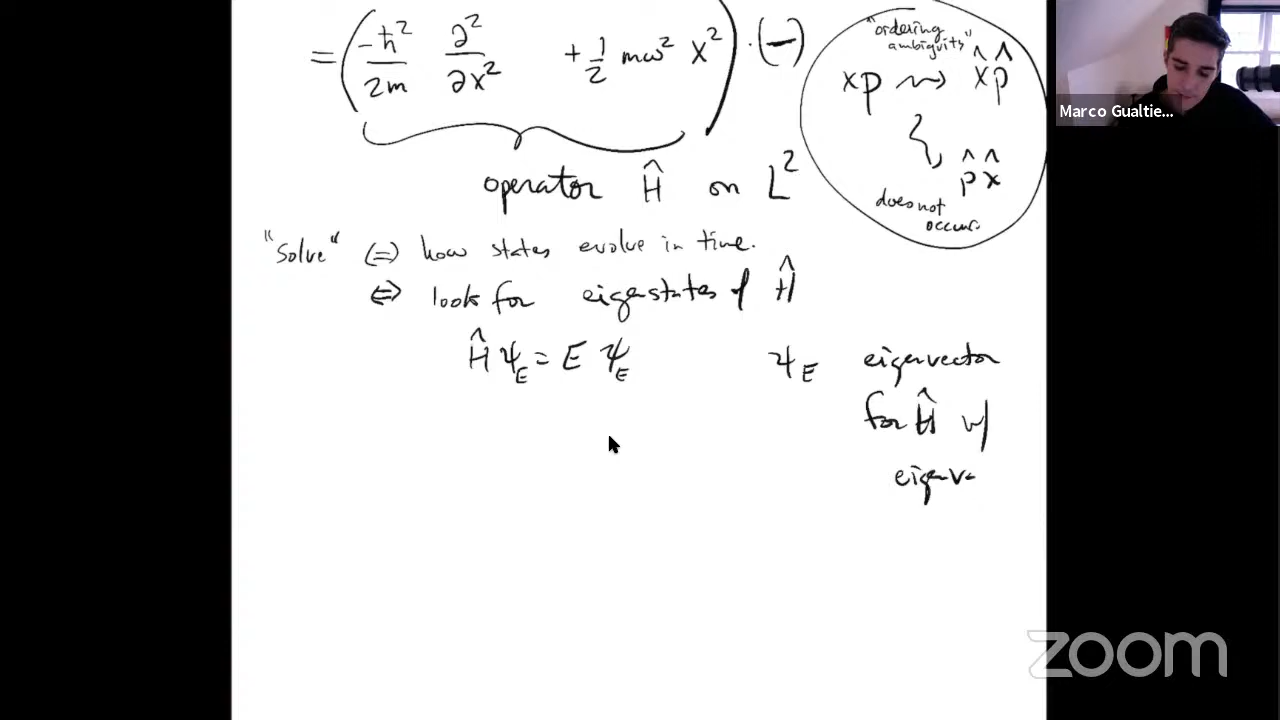 = ( -ħ²/2m ∂²/∂x² + 1/2 mω² x² ) · (−)
operator Ĥ on L²
"ordering
ambiguity"
xp ⇝ x̂p̂
p̂x̂
does not
occur.
"Solve" ⇔ how states evolve in time.
⇔ look for eigenstates of Ĥ
Ĥ ψ_E = E ψ_E
ψ_E eigenvector
for Ĥ w/
eigenva
Marco Gualtie...
zoom